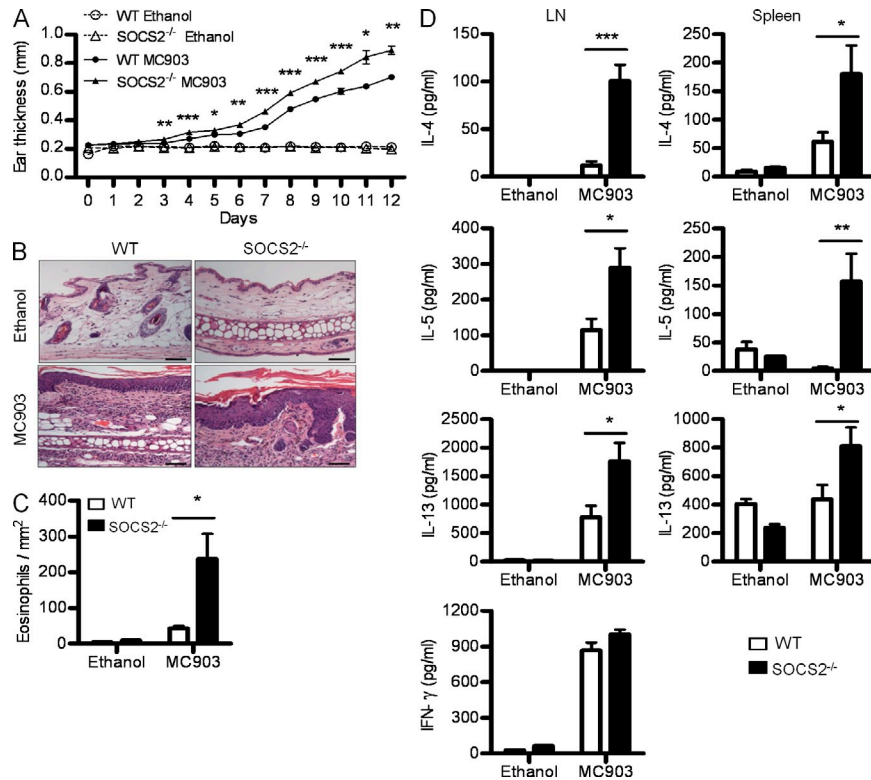 A
WT Ethanol
SOCS2-/- Ethanol
WT MC903
SOCS2-/- MC903
Ear thickness (mm)
1.0
0.8
0.6
0.4
0.2
0.0
** *** * ** *** *** *** *** * **
0 1 2 3 4 5 6 7 8 9 10 11 12
Days
B
WT SOCS2-/-
Ethanol
MC903
C
WT
SOCS2-/-
Eosinophils / mm2
400
300
200
100
0
*
Ethanol MC903
D
LN
IL-4 (pg/ml)
150
100
50
0
***
Ethanol MC903
Spleen
IL-4 (pg/ml)
250
200
150
100
50
0
*
Ethanol MC903
IL-5 (pg/ml)
400
300
200
100
0
*
Ethanol MC903
IL-5 (pg/ml)
250
200
150
100
50
0
**
Ethanol MC903
IL-13 (pg/ml)
2500
2000
1500
1000
500
0
*
Ethanol MC903
IL-13 (pg/ml)
1000
800
600
400
200
0
*
Ethanol MC903
IFN- γ (pg/ml)
1200
900
600
300
0
Ethanol MC903
WT
SOCS2-/-